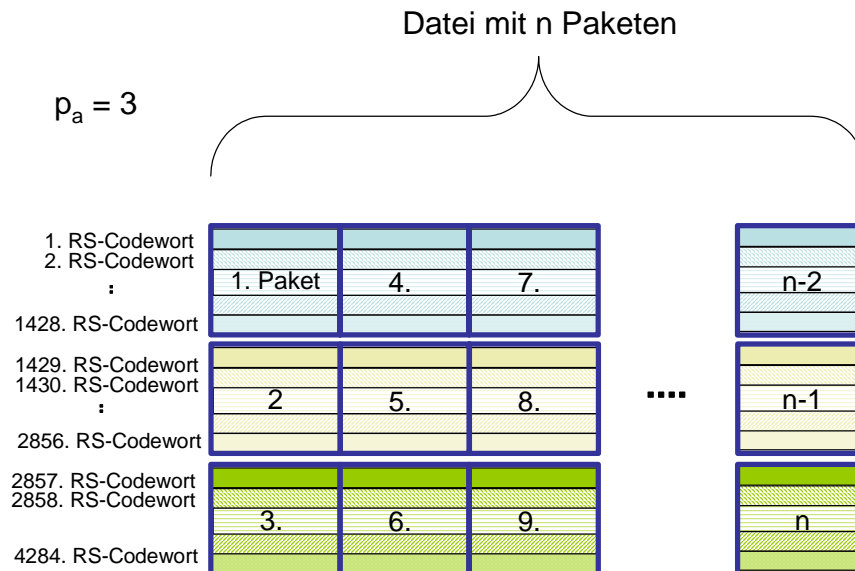 Datei mit n Paketen
pₐ = 3
1. RS-Codewort
2. RS-Codewort
:
1428. RS-Codewort
1. Paket 4. 7. n-2
1429. RS-Codewort
1430. RS-Codewort
:
2856. RS-Codewort
2 5. 8. .... n-1
2857. RS-Codewort
2858. RS-Codewort
4284. RS-Codewort
3. 6. 9. n